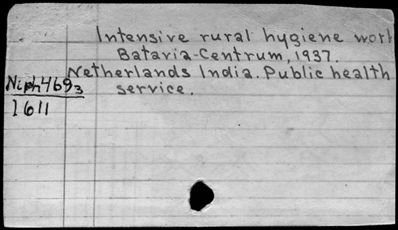 Intensive rural hygiene work
Batavia-Centrum, 1937.
Netherlands India. Public health
service.
Niph4693
1611